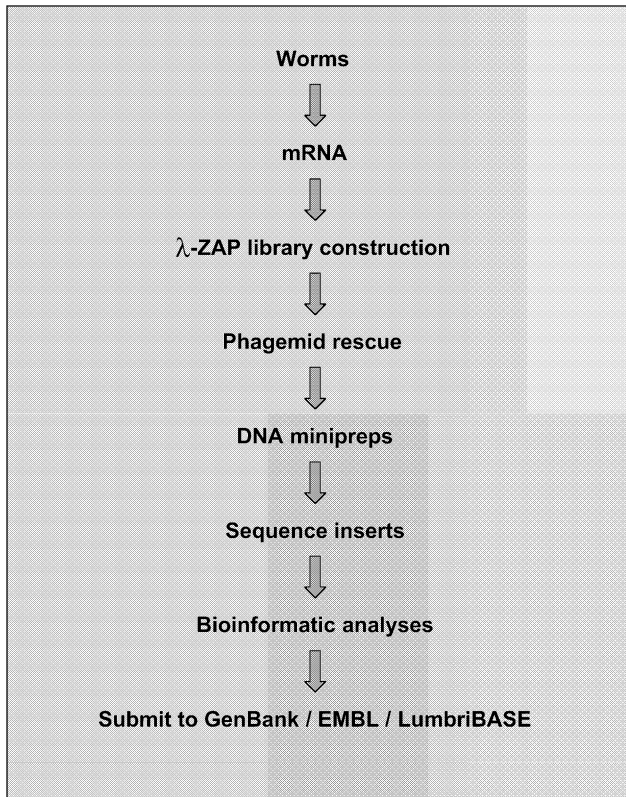 Worms
mRNA
λ-ZAP library construction
Phagemid rescue
DNA minipreps
Sequence inserts
Bioinformatic analyses
Submit to GenBank / EMBL / LumbriBASE